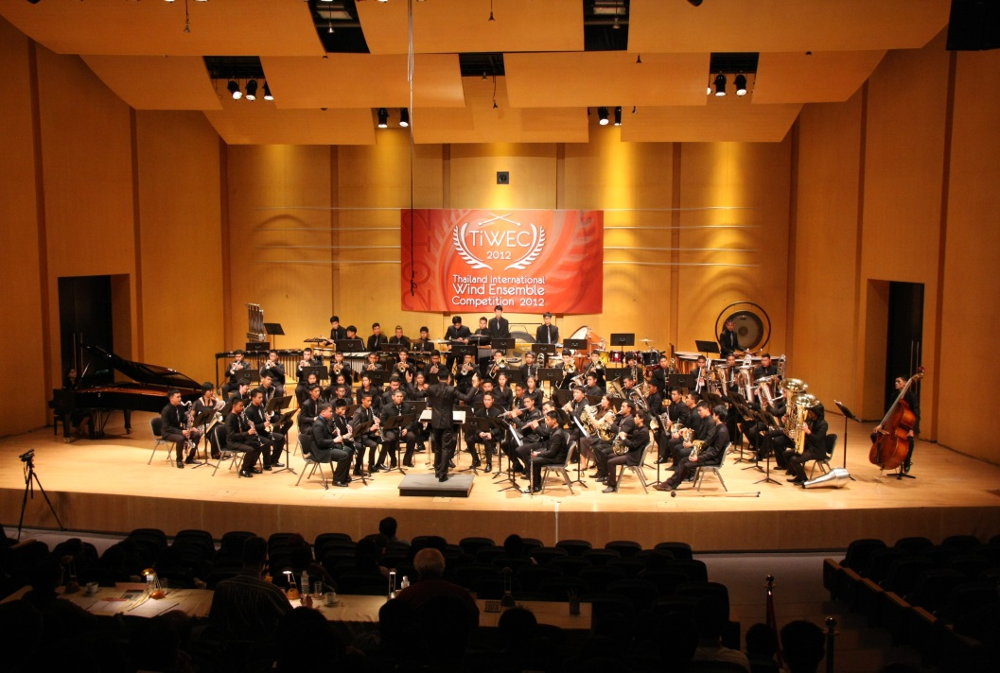 TiWEC
2012
Thailand International
Wind Ensemble
Competition 2012